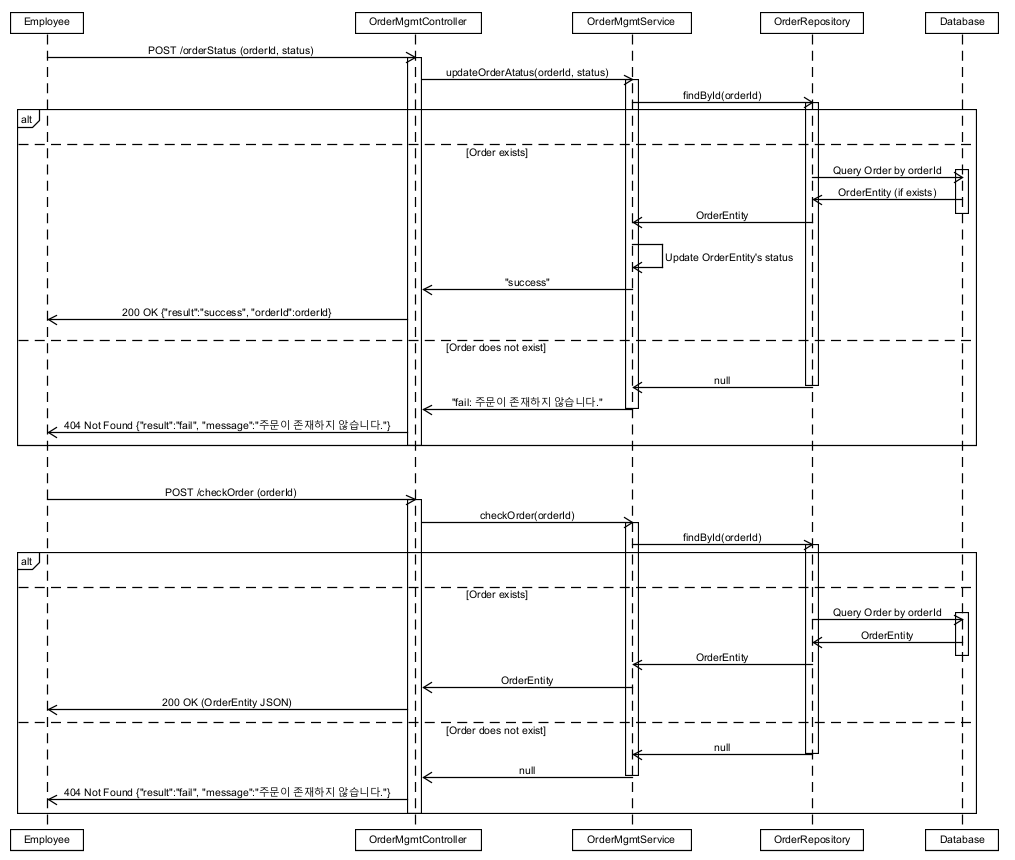 Employee
OrderMgmtController
OrderMgmtService
OrderRepository
Database
POST /orderStatus (orderId, status)
updateOrderAtatus(orderId, status)
findById(orderId)
alt
[Order exists]
Query Order by orderId
OrderEntity (if exists)
OrderEntity
Update OrderEntity's status
"success"
200 OK {"result":"success", "orderId":orderId}
[Order does not exist]
null
"fail: 주문이 존재하지 않습니다."
404 Not Found {"result":"fail", "message":"주문이 존재하지 않습니다."}
POST /checkOrder (orderId)
checkOrder(orderId)
findById(orderId)
alt
[Order exists]
Query Order by orderId
OrderEntity
OrderEntity
OrderEntity
200 OK (OrderEntity JSON)
[Order does not exist]
null
null
404 Not Found {"result":"fail", "message":"주문이 존재하지 않습니다."}
Employee
OrderMgmtController
OrderMgmtService
OrderRepository
Database